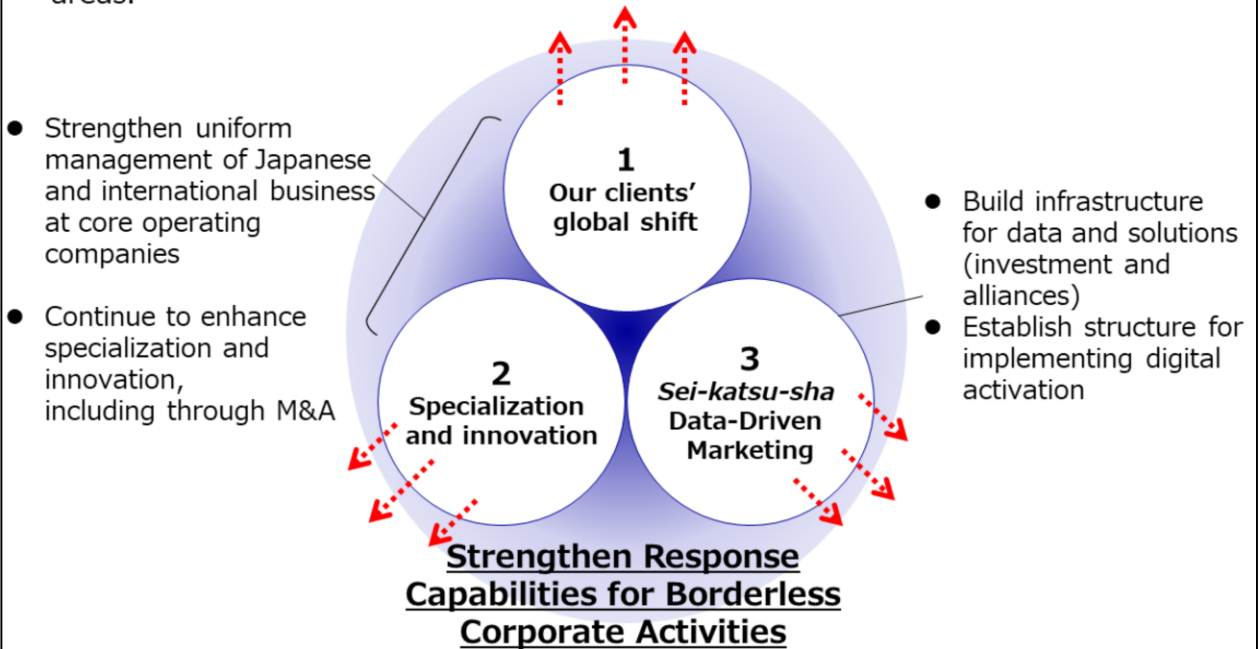 areas.
● Strengthen uniform
management of Japanese
and international business
at core operating
companies
● Continue to enhance
specialization and
innovation,
including through M&A
1
Our clients’
global shift
2
Specialization
and innovation
3
Sei-katsu-sha
Data-Driven
Marketing
● Build infrastructure
for data and solutions
(investment and
alliances)
● Establish structure for
implementing digital
activation
Strengthen Response
Capabilities for Borderless
Corporate Activities